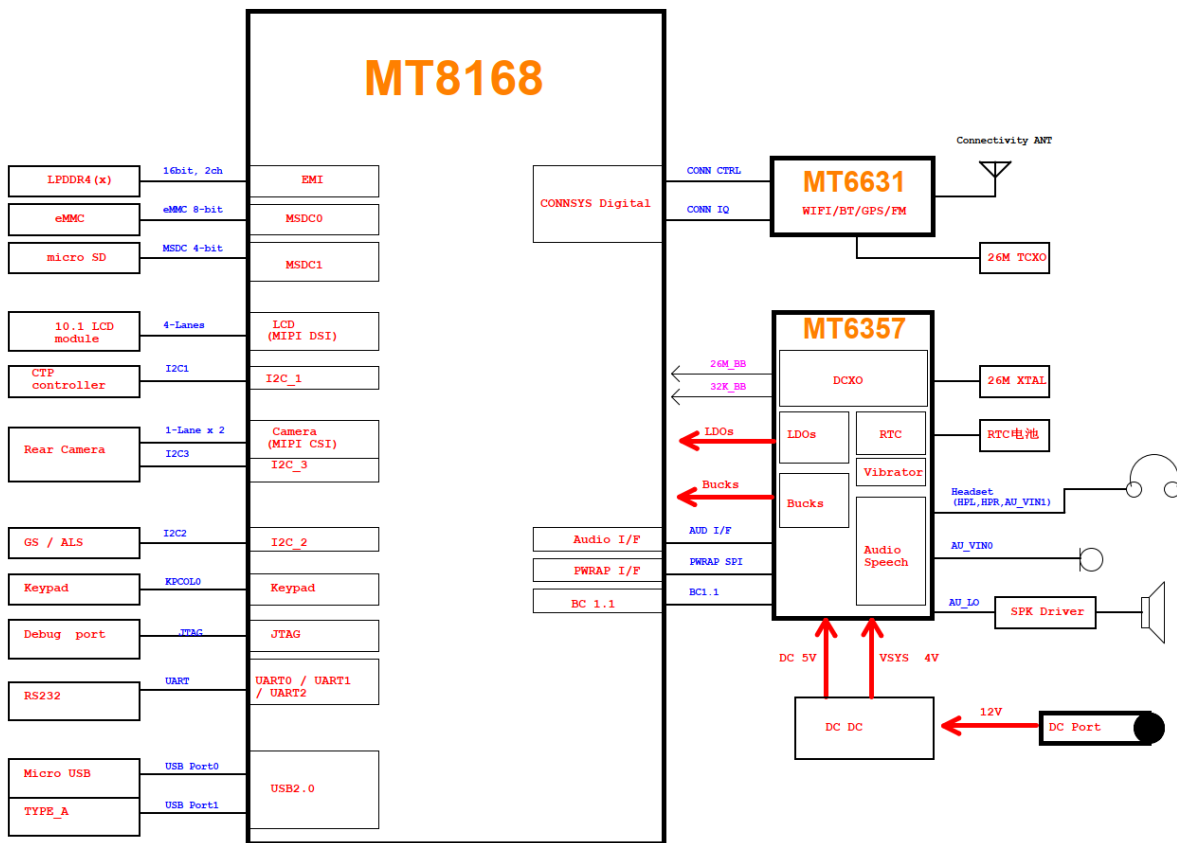 MT8168
LPDDR4(x)
16bit, 2ch
EMI
eMMC
eMMC 8-bit
MSDC0
micro SD
MSDC 4-bit
MSDC1
10.1 LCD
module
4-Lanes
LCD
(MIPI DSI)
CTP
controller
I2C1
I2C_1
Rear Camera
1-Lane x 2
I2C3
Camera
(MIPI CSI)
I2C_3
GS / ALS
I2C2
I2C_2
Keypad
KPCOL0
Keypad
Debug port
JTAG
JTAG
RS232
UART
UART0 / UART1
/ UART2
Micro USB
USB Port0
TYPE_A
USB Port1
USB2.0
CONNSYS Digital
CONN CTRL
CONN IQ
MT6631
WIFI/BT/GPS/FM
Connectivity ANT
26M TCXO
MT6357
26M_BB
32K_BB
DCXO
26M XTAL
LDOs
LDOs
RTC
RTC电池
Vibrator
Bucks
Bucks
Headset
(HPL,HPR,AU_VIN1)
Audio I/F
AUD I/F
Audio
Speech
AU_VIN0
PWRAP I/F
PWRAP SPI
BC 1.1
BC1.1
AU_LO
SPK Driver
DC 5V
VSYS 4V
DC DC
12V
DC Port